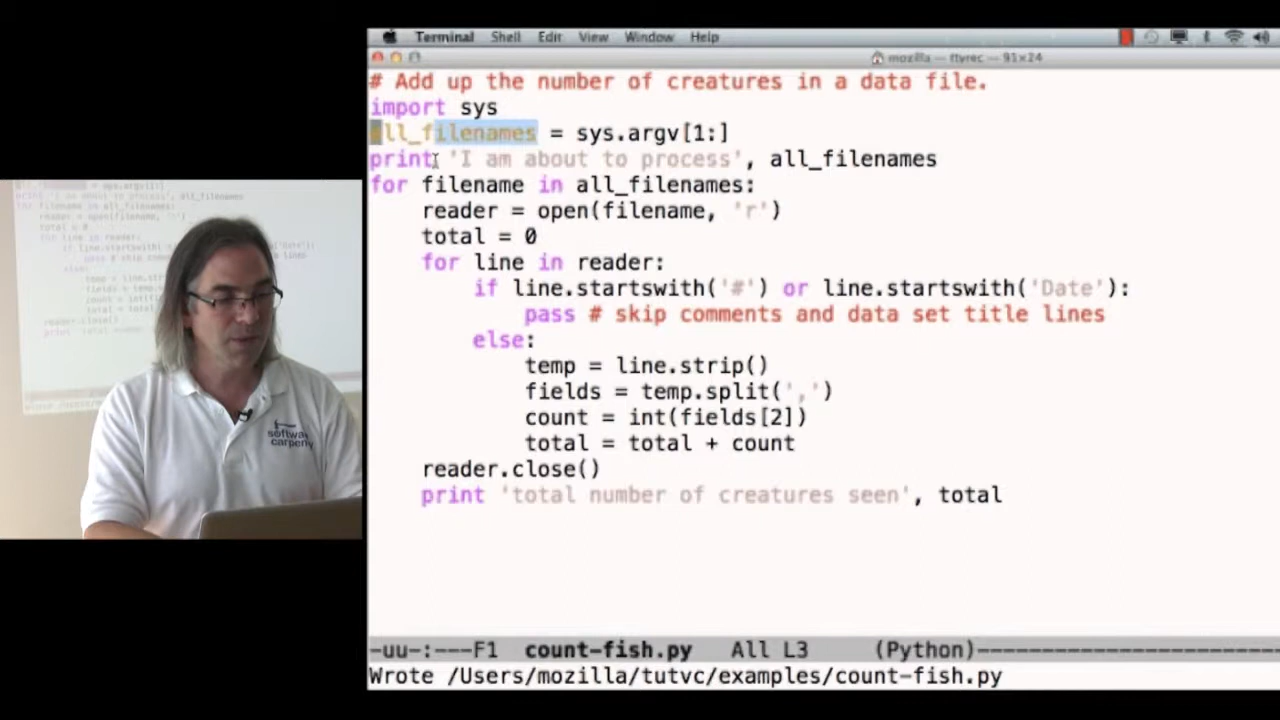 Terminal Shell Edit View Window Help
mozilla — ttyrec — 91×24
# Add up the number of creatures in a data file.
import sys
all_filenames = sys.argv[1:]
print 'I am about to process', all_filenames
for filename in all_filenames:
reader = open(filename, 'r')
total = 0
for line in reader:
if line.startswith('#') or line.startswith('Date'):
pass # skip comments and data set title lines
else:
temp = line.strip()
fields = temp.split(',')
count = int(fields[2])
total = total + count
reader.close()
print 'total number of creatures seen', total
-uu-:---F1 count-fish.py All L3 (Python)--------------------------
Wrote /Users/mozilla/tutvc/examples/count-fish.py
software
carpentry